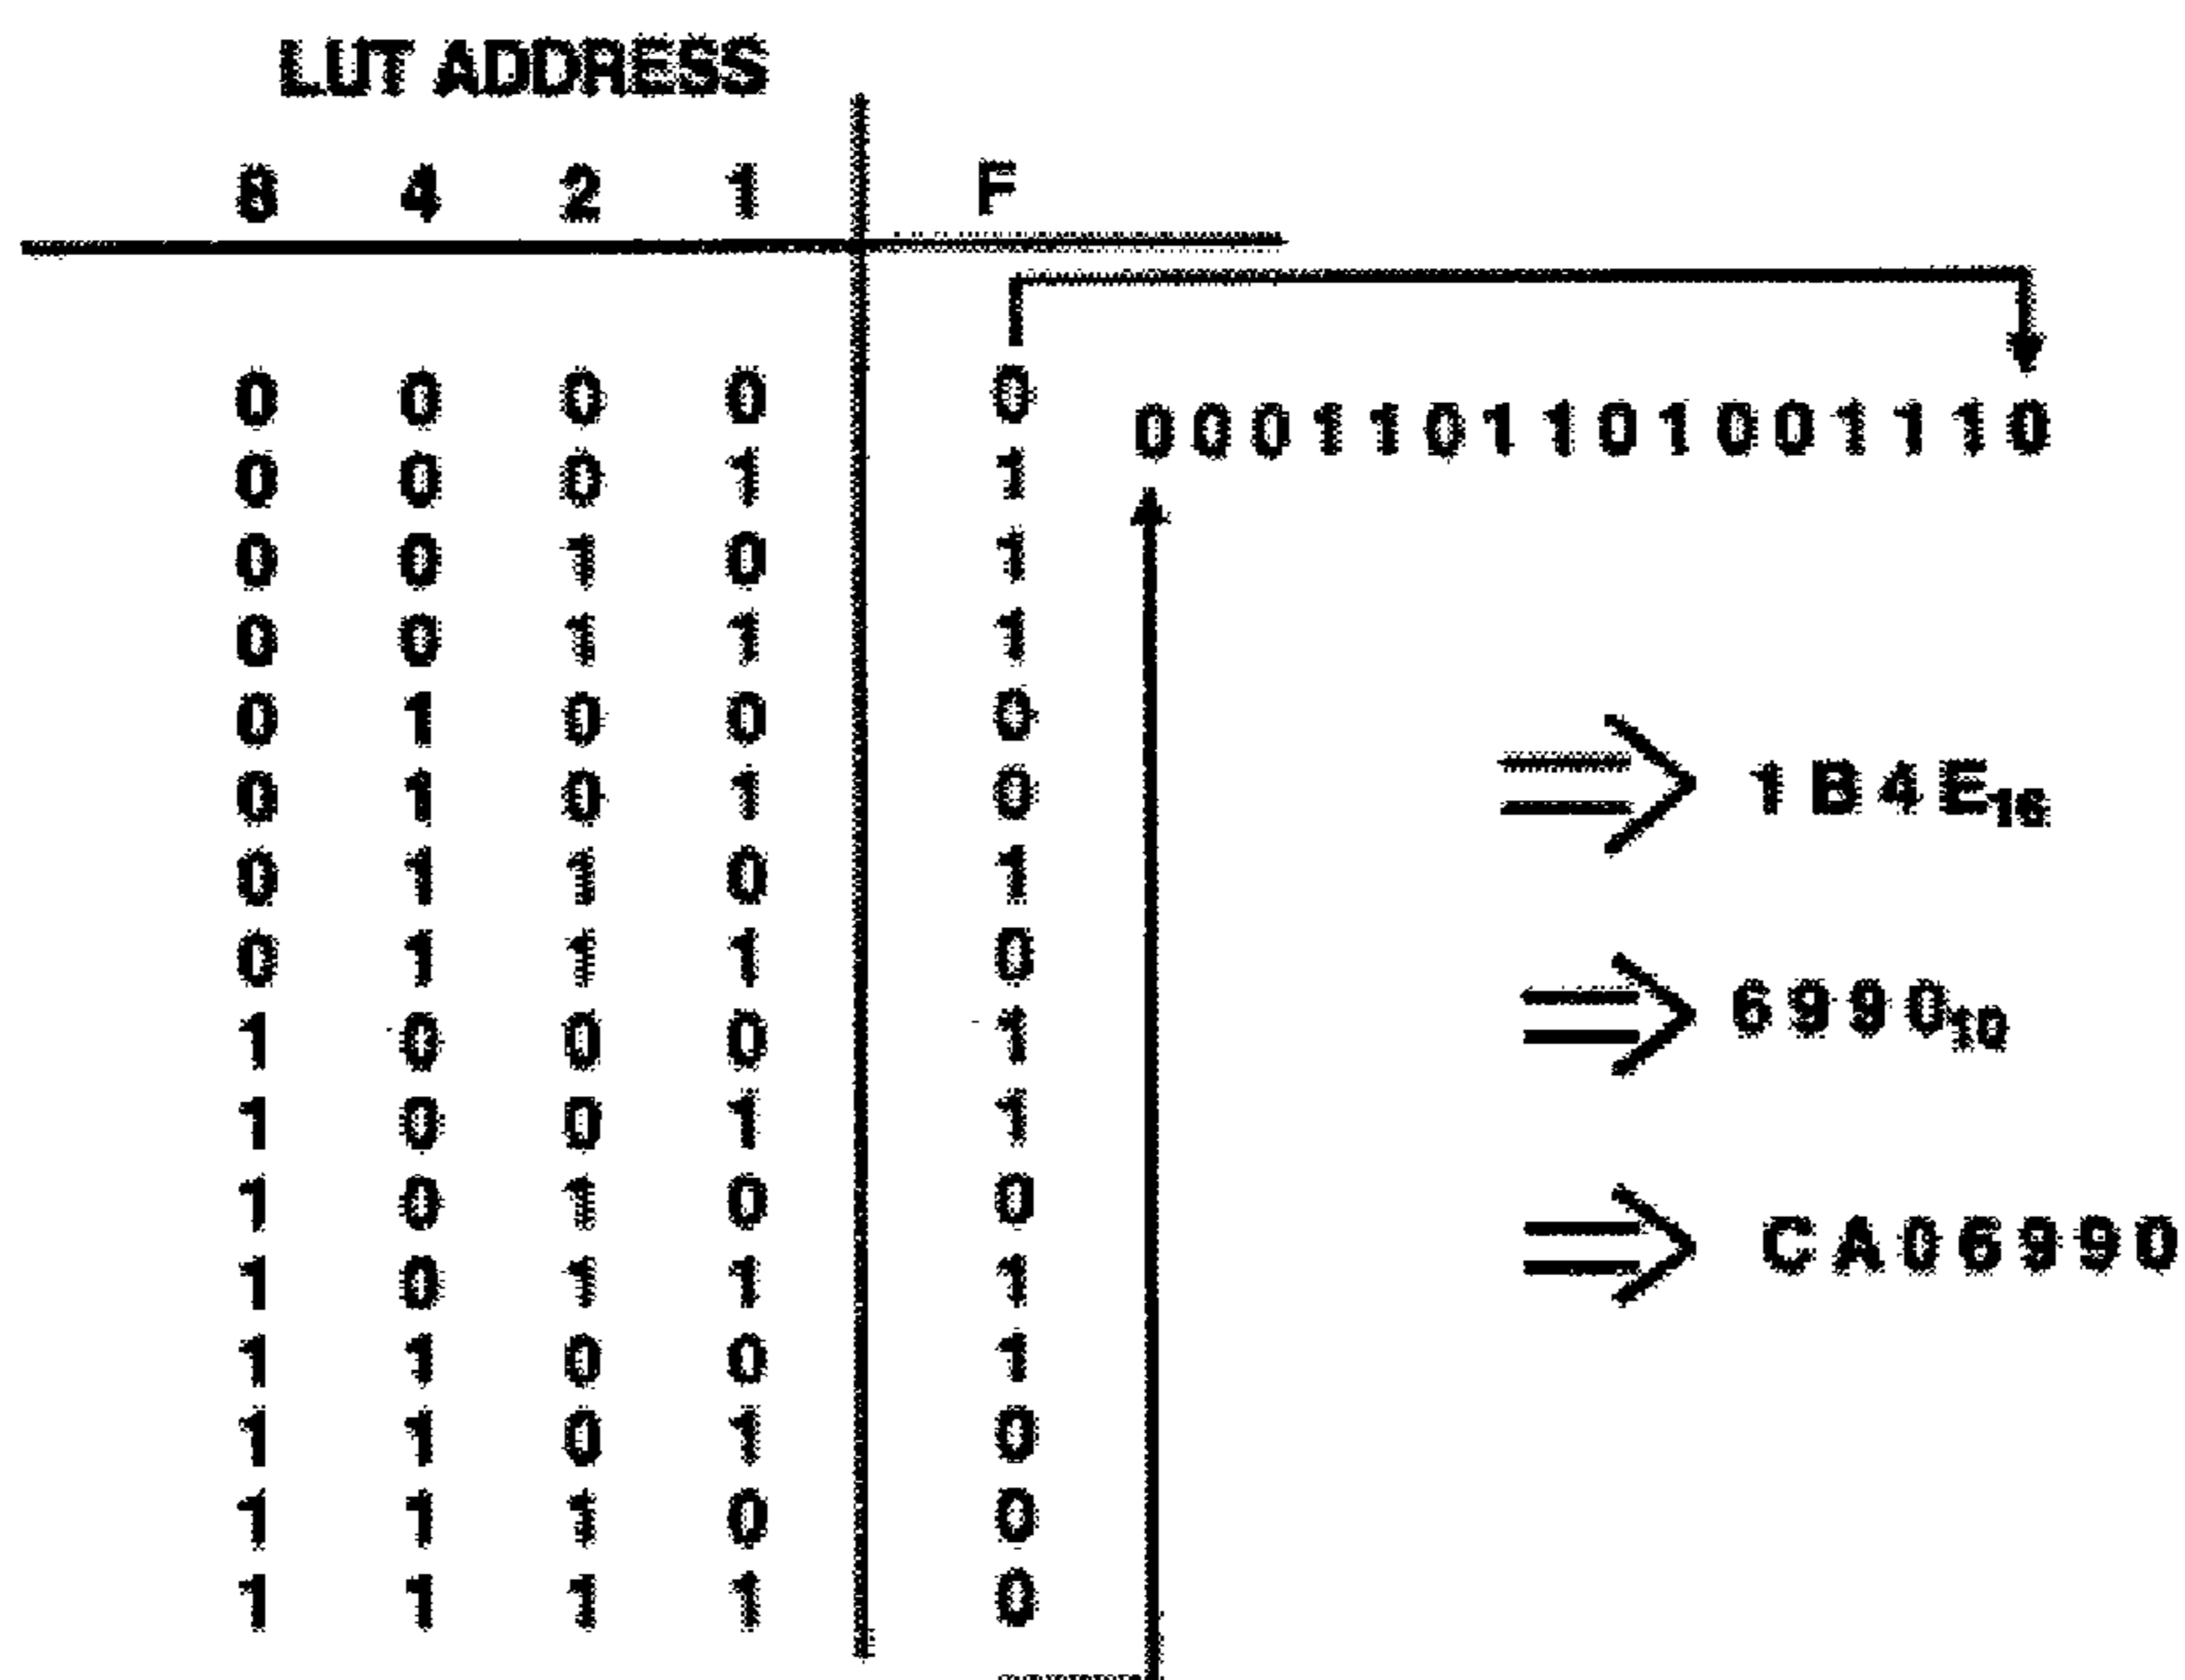 LUT ADDRESS
8 4 2 1 F
0 0 0 0 0
0001101101001110
0 0 0 1 1
0 0 1 0 1
0 0 1 1 1
0 1 0 0 0
1B4E16
0 1 0 1 0
0 1 1 0 1
0 1 1 1 0
699010
1 0 0 0 1
1 0 0 1 1
1 0 1 0 0
CA06990
1 0 1 1 1
1 1 0 0 1
1 1 0 1 0
1 1 1 0 0
1 1 1 1 0